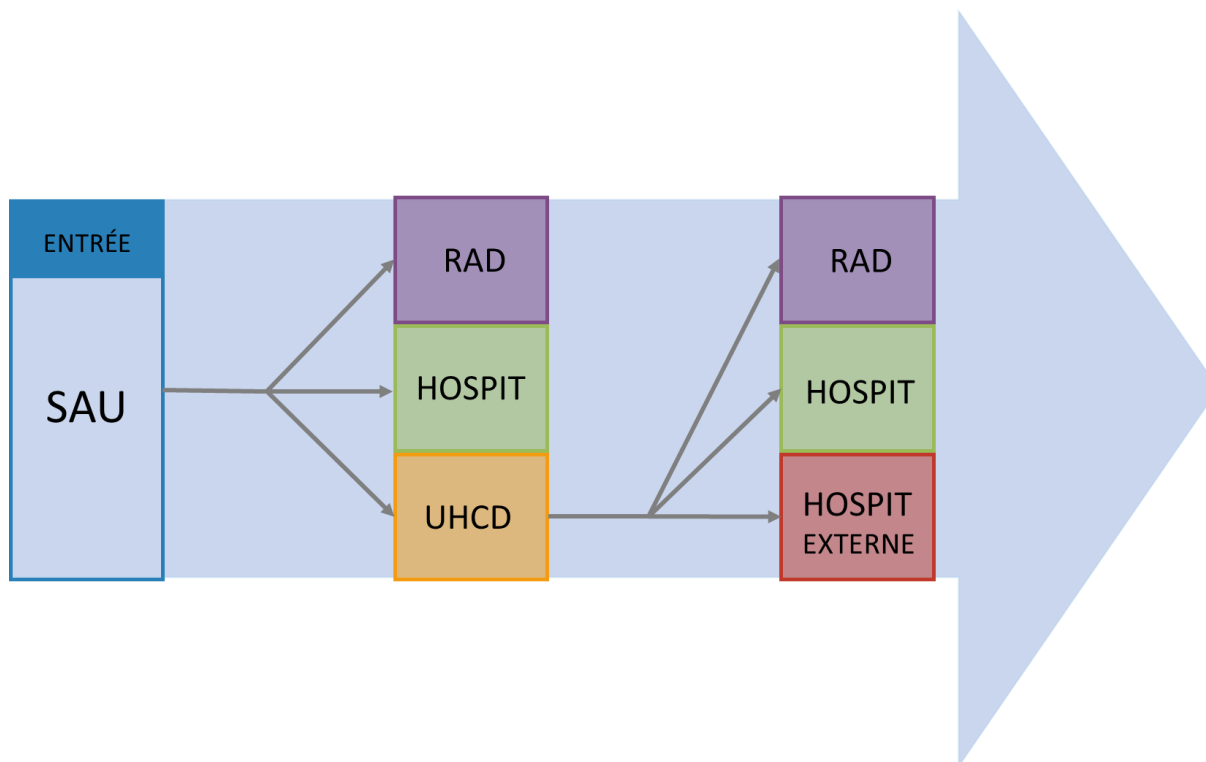 ENTRÉE
SAU
RAD
HOSPIT
UHCD
RAD
HOSPIT
HOSPIT
EXTERNE